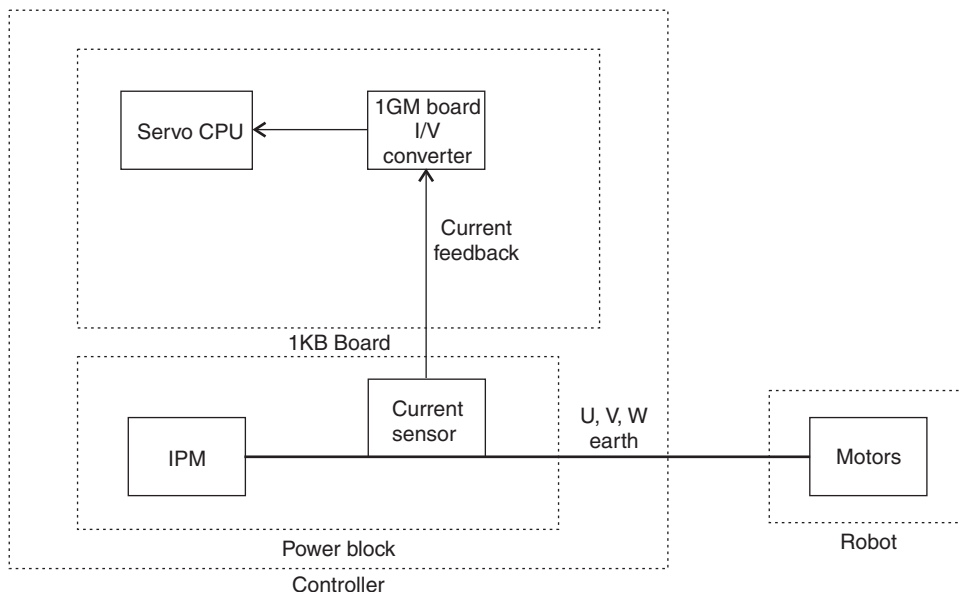 Servo CPU
1GM board
I/V
converter
Current
feedback
1KB Board
IPM
Current
sensor
U, V, W
earth
Motors
Power block
Robot
Controller